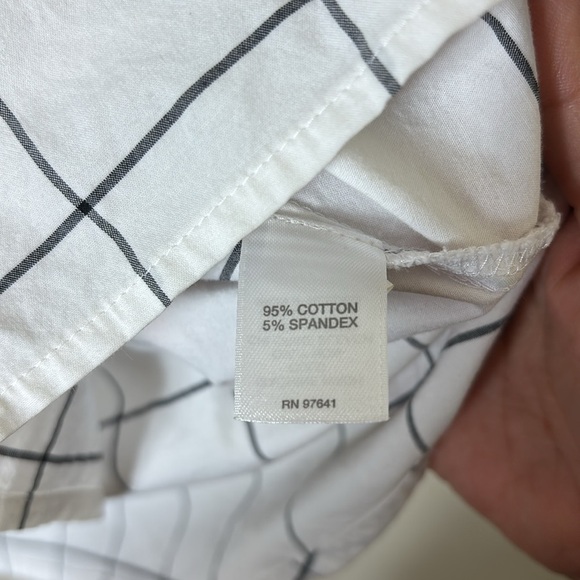 95% COTTON
5% SPANDEX
RN 97641